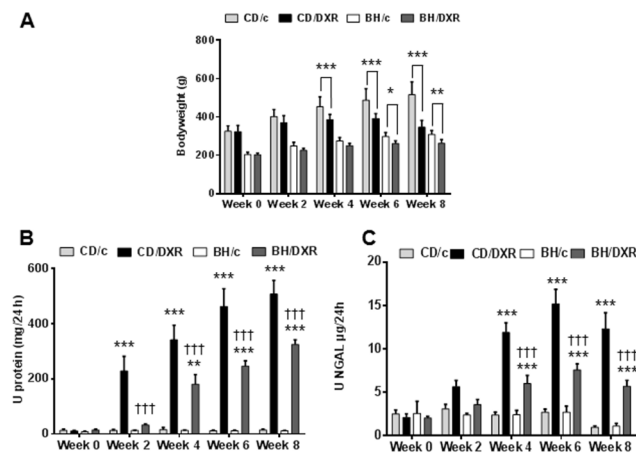 A
CD/c CD/DXR BH/c BH/DXR
Bodyweight (g)
800
600
400
200
0
*** *** *** * **
Week 0 Week 2 Week 4 Week 6 Week 8
B
CD/c CD/DXR BH/c BH/DXR
U protein (mg/24h)
600
400
200
0
*** *** *** ***
††† ††† ††† †††
** *** ***
Week 0 Week 2 Week 4 Week 6 Week 8
C
CD/c CD/DXR BH/c BH/DXR
U NGAL µg/24h
20
15
10
5
0
*** *** ***
††† ††† †††
*** *** ***
Week 0 Week 2 Week 4 Week 6 Week 8